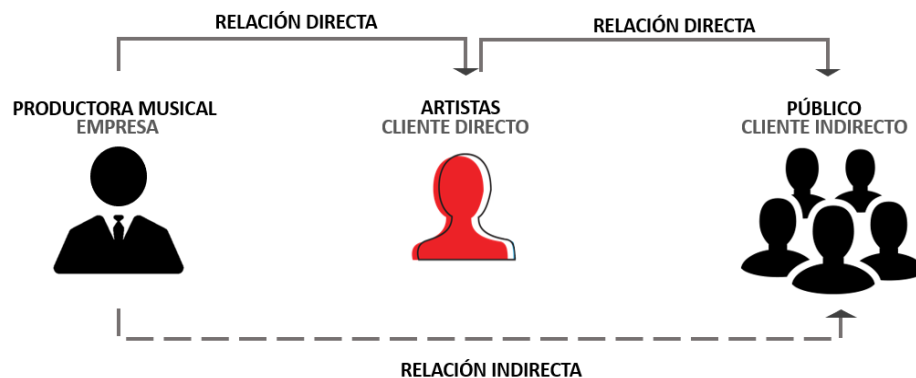 RELACIÓN DIRECTA
RELACIÓN DIRECTA
PRODUCTORA MUSICAL
EMPRESA
ARTISTAS
CLIENTE DIRECTO
PÚBLICO
CLIENTE INDIRECTO
RELACIÓN INDIRECTA